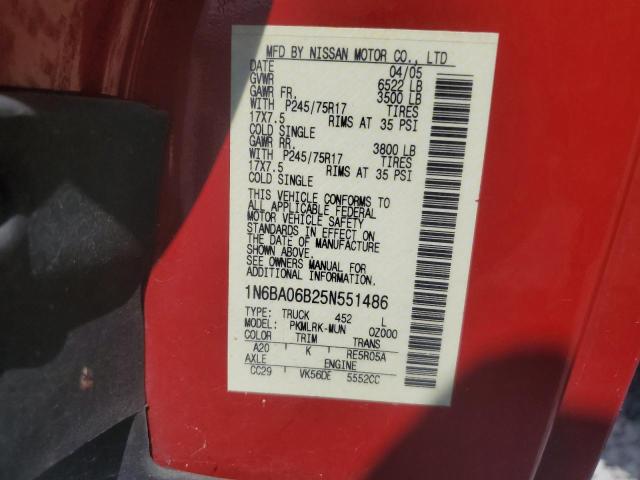 MFD BY NISSAN MOTOR CO., LTD
DATE 04/05
GVWR 6522 LB
GAWR FR. 3500 LB
WITH P245/75R17 TIRES
17X7.5 RIMS AT 35 PSI
COLD SINGLE
GAWR RR. 3800 LB
WITH P245/75R17 TIRES
17X7.5 RIMS AT 35 PSI
COLD SINGLE
THIS VEHICLE CONFORMS TO
ALL APPLICABLE FEDERAL
MOTOR VEHICLE SAFETY
STANDARDS IN EFFECT ON
THE DATE OF MANUFACTURE
SHOWN ABOVE.
SEE OWNERS MANUAL FOR
ADDITIONAL INFORMATION.
1N6BA06B25N551486
TYPE: TRUCK 452 L
MODEL: PKMLRK-MUN 0Z000
COLOR TRIM TRANS
A20 K RE5R05A
AXLE ENGINE
CC29 VK56DE 5552CC